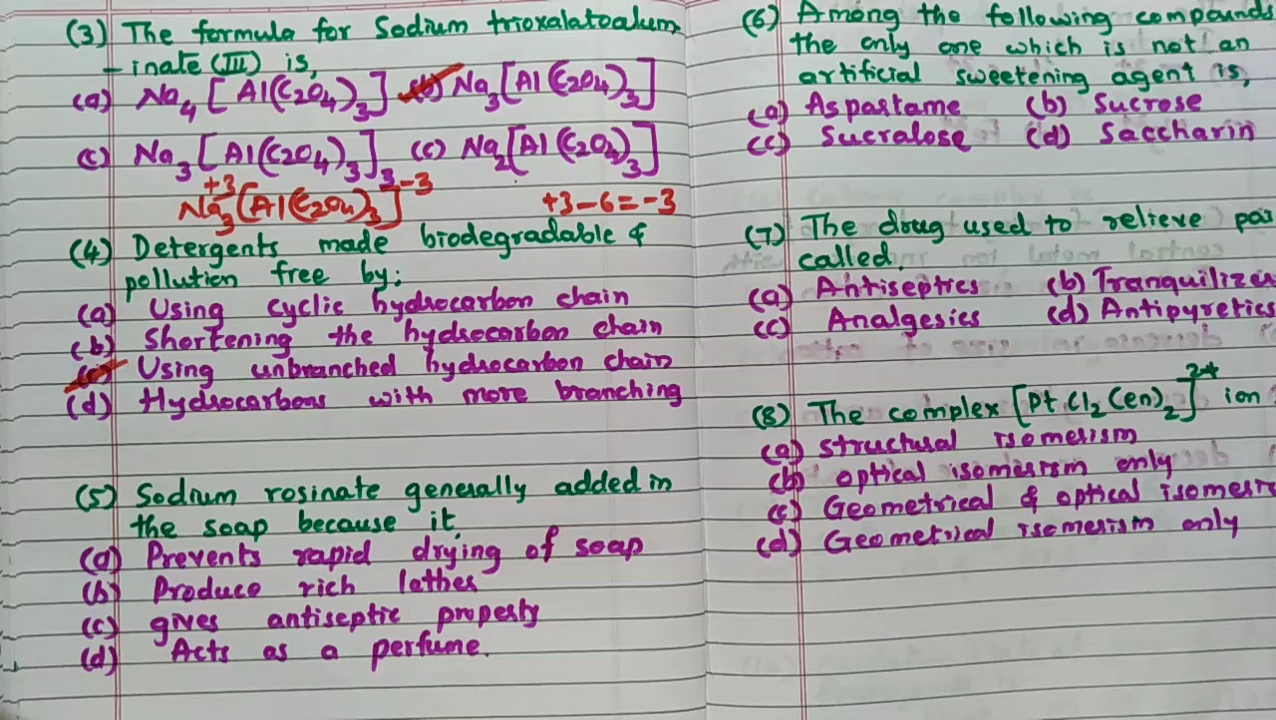 (3) The formula for Sodium trioxalatoalum
- inate (III) is,
(a) Na4 [Al(C2O4)3] (b) Na3[Al(C2O4)3]
(c) Na3[Al(C2O4)3]3 (c) Na2[Al(C2O4)3]
+3 -3
Na3[Al(C2O4)3] +3-6=-3
(4) Detergents made biodegradable &
pollution free by;
(a) Using cyclic hydrocarbon chain
(b) Shortening the hydrocarbon chain
(c) Using unbranched hydrocarbon chain
(d) Hydrocarbons with more branching
(5) Sodium rosinate generally added in
the soap because it,
(a) Prevents rapid drying of soap
(b) Produce rich lather
(c) gives antiseptic property
(d) Acts as a perfume.
(6) Among the following compounds
the only one which is not an
artificial sweetening agent is,
(a) Aspastame (b) Sucrose
(c) Sucralose (d) Saccharin
(7) The drug used to relieve pai
called.
(a) Antiseptics (b) Tranquilizers
(c) Analgesics (d) Antipyretics
(8) The complex [Pt Cl2(en)2]2+ ion
(a) structural isomerism
(b) optical isomerism only
(c) Geometrical & optical isomeri
(d) Geometrical isomerism only